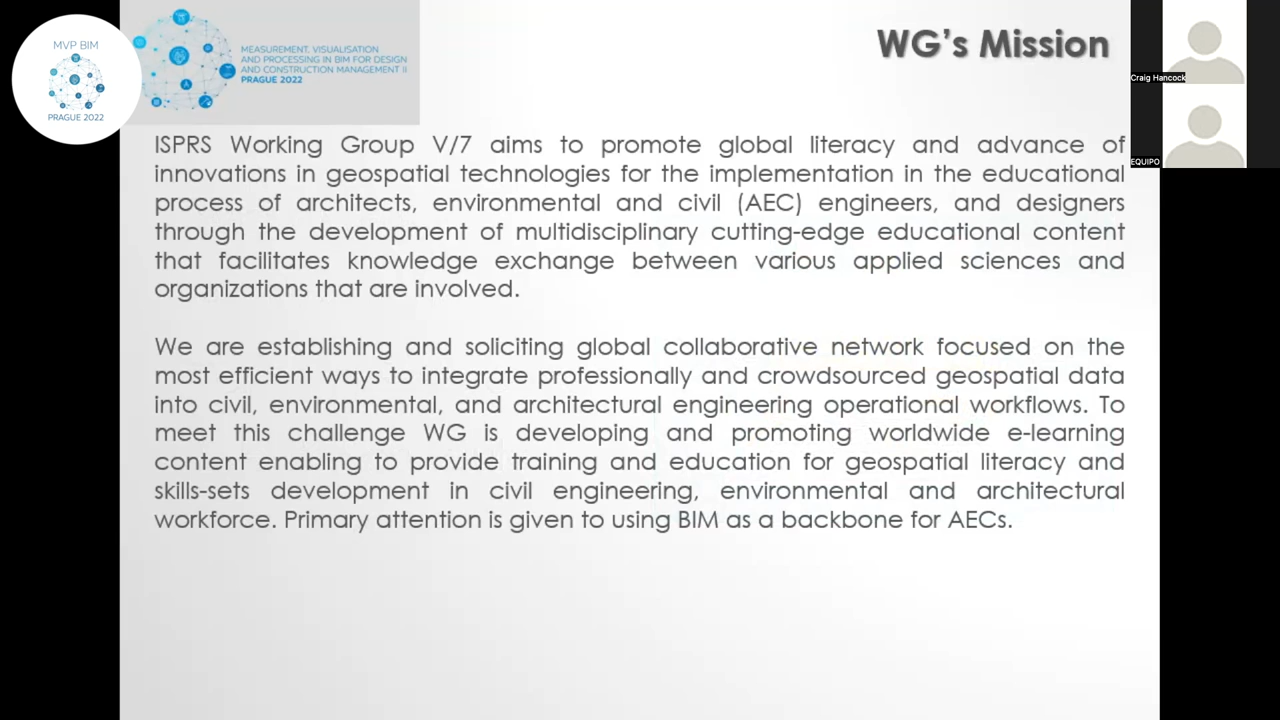 MVP BIM
PRAGUE 2022
MEASUREMENT, VISUALISATION
AND PROCESSING IN BIM FOR DESIGN
AND CONSTRUCTION MANAGEMENT II
PRAGUE 2022
WG's Mission
Craig Hancock
EQUIPO
ISPRS Working Group V/7 aims to promote global literacy and advance of
innovations in geospatial technologies for the implementation in the educational
process of architects, environmental and civil (AEC) engineers, and designers
through the development of multidisciplinary cutting-edge educational content
that facilitates knowledge exchange between various applied sciences and
organizations that are involved.
We are establishing and soliciting global collaborative network focused on the
most efficient ways to integrate professionally and crowdsourced geospatial data
into civil, environmental, and architectural engineering operational workflows. To
meet this challenge WG is developing and promoting worldwide e-learning
content enabling to provide training and education for geospatial literacy and
skills-sets development in civil engineering, environmental and architectural
workforce. Primary attention is given to using BIM as a backbone for AECs.